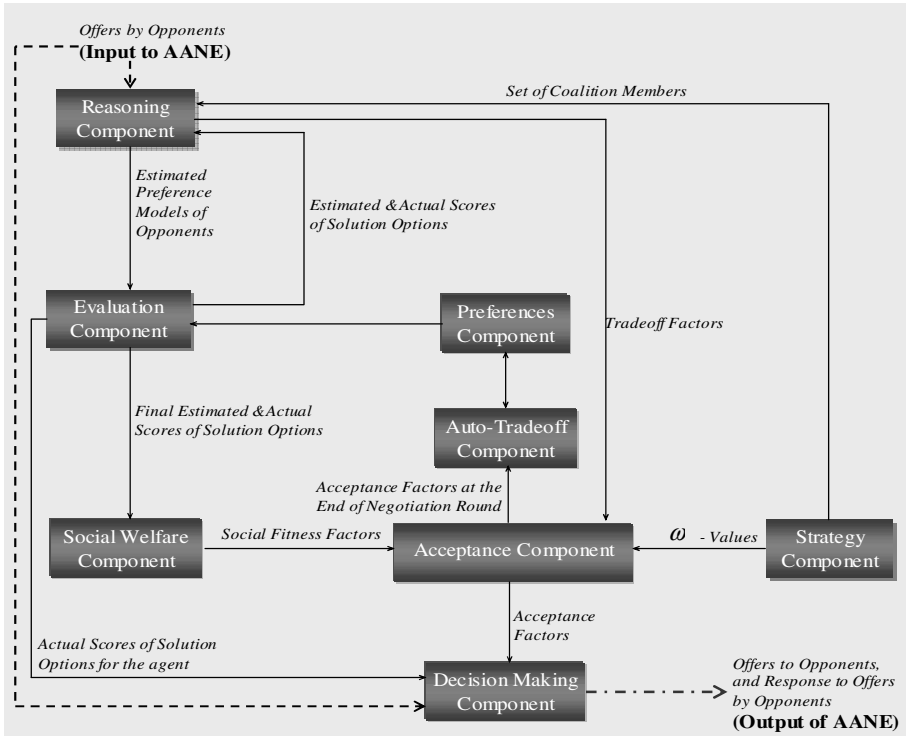 Offers by Opponents
(Input to AANE)
Reasoning
Component
Set of Coalition Members
Estimated
Preference
Models of
Opponents
Estimated &Actual Scores
of Solution Options
Evaluation
Component
Preferences
Component
Tradeoff Factors
Final Estimated &Actual
Scores of Solution Options
Auto-Tradeoff
Component
Acceptance Factors at the
End of Negotiation Round
Social Welfare
Component
Social Fitness Factors
Acceptance Component
ω - Values
Strategy
Component
Acceptance
Factors
Actual Scores of Solution
Options for the agent
Decision Making
Component
Offers to Opponents,
and Response to Offers
by Opponents
(Output of AANE)